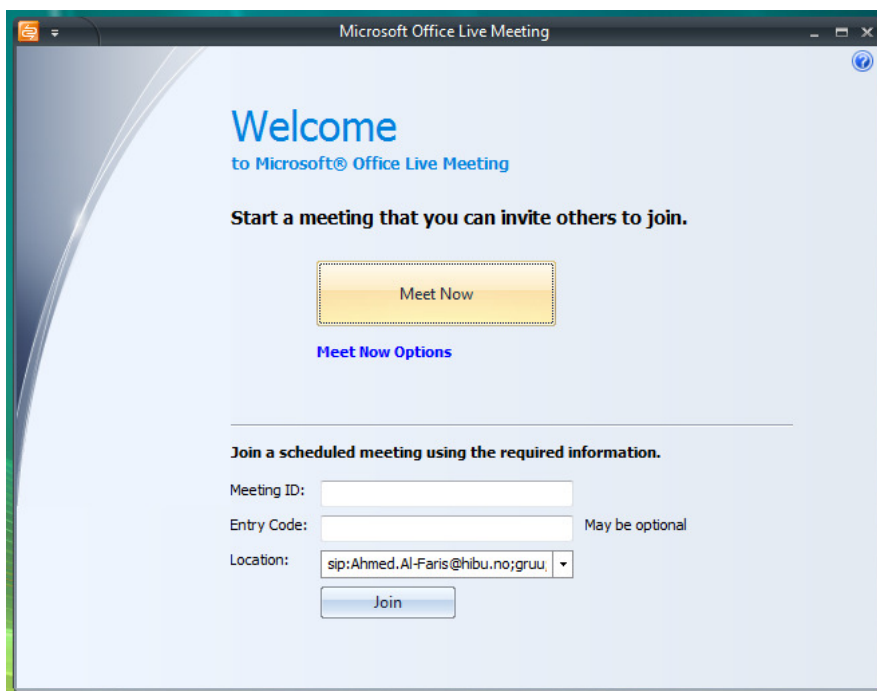 Microsoft Office Live Meeting
Welcome
to Microsoft® Office Live Meeting
Start a meeting that you can invite others to join.
Meet Now
Meet Now Options
Join a scheduled meeting using the required information.
Meeting ID:
Entry Code: May be optional
Location: sip:Ahmed.Al-Faris@hibu.no;gruu;
Join